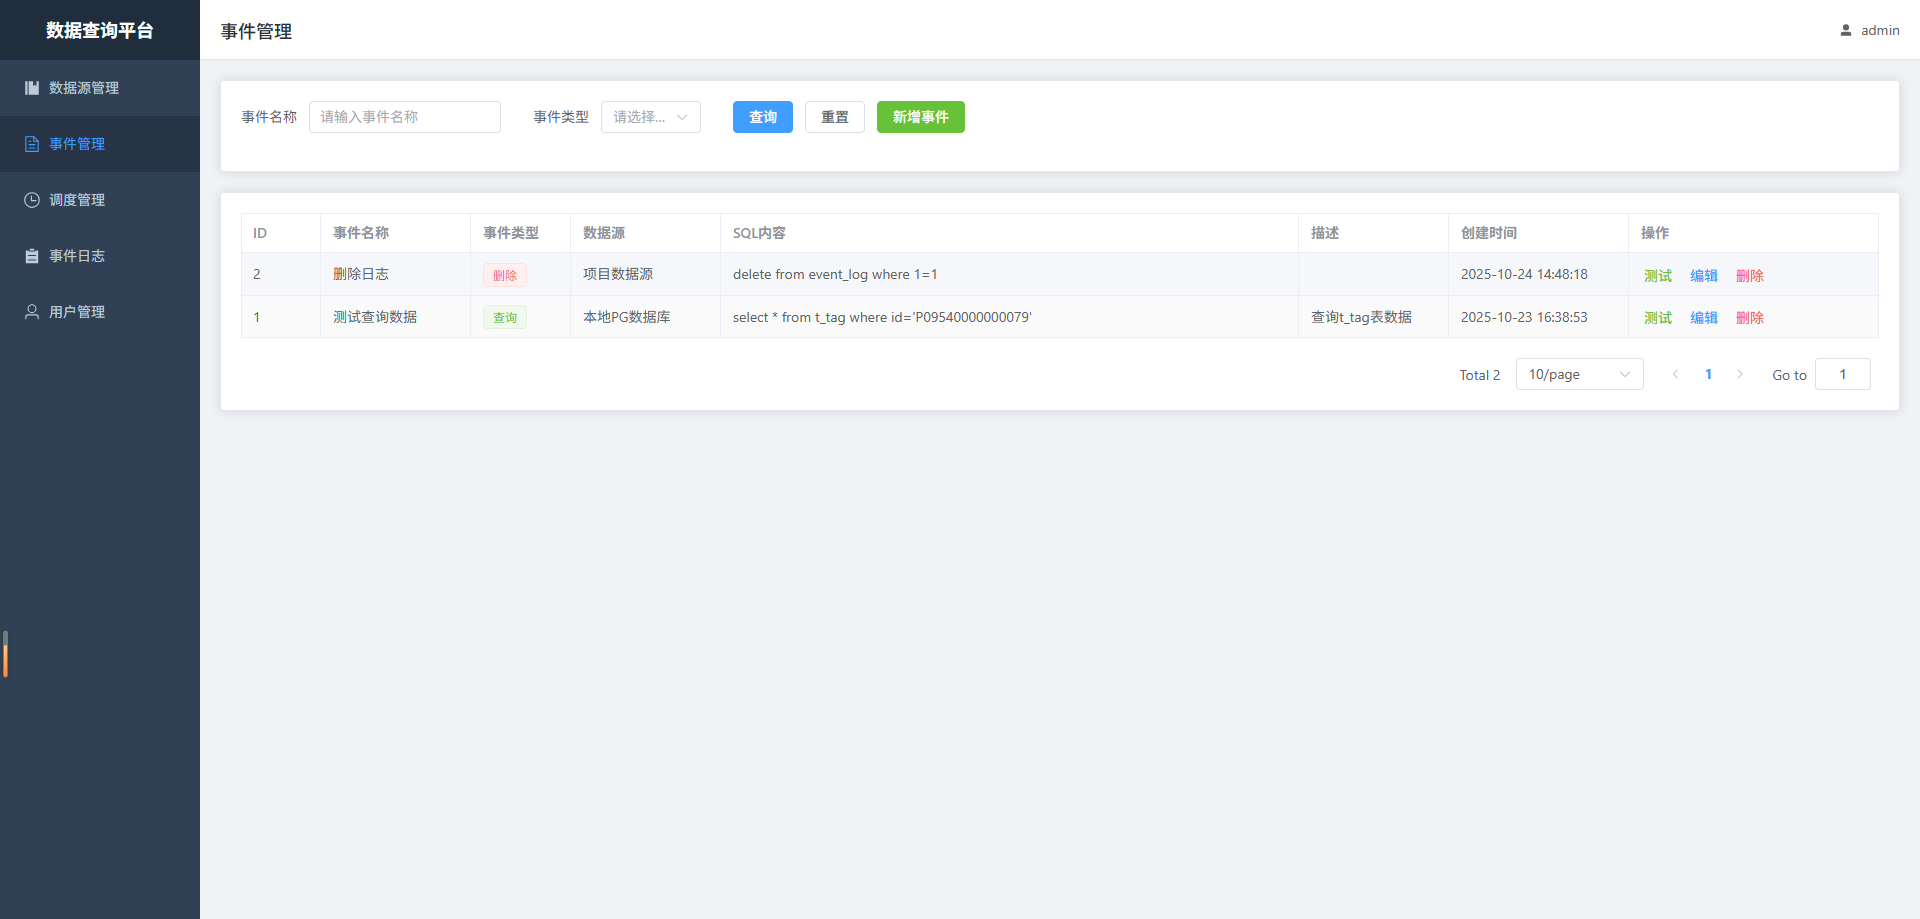 数据查询平台
事件管理
admin
数据源管理
事件管理
调度管理
事件日志
用户管理
事件名称 请输入事件名称 事件类型 请选择... 查询 重置 新增事件
ID 事件名称 事件类型 数据源 SQL内容 描述 创建时间 操作
2 删除日志 删除 项目数据源 delete from event_log where 1=1 2025-10-24 14:48:18 测试 编辑 删除
1 测试查询数据 查询 本地PG数据库 select * from t_tag where id='P09540000000079' 查询t_tag表数据 2025-10-23 16:38:53 测试 编辑 删除
Total 2 10/page 1 Go to 1